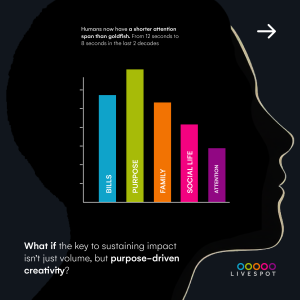 Humans now have a shorter attention
span than goldfish. From 12 seconds to
8 seconds in the last 2 decades
BILLS
PURPOSE
FAMILY
SOCIAL LIFE
ATTENTION
What if the key to sustaining impact
isn't just volume, but purpose-driven
creativity?
LIVESPOT